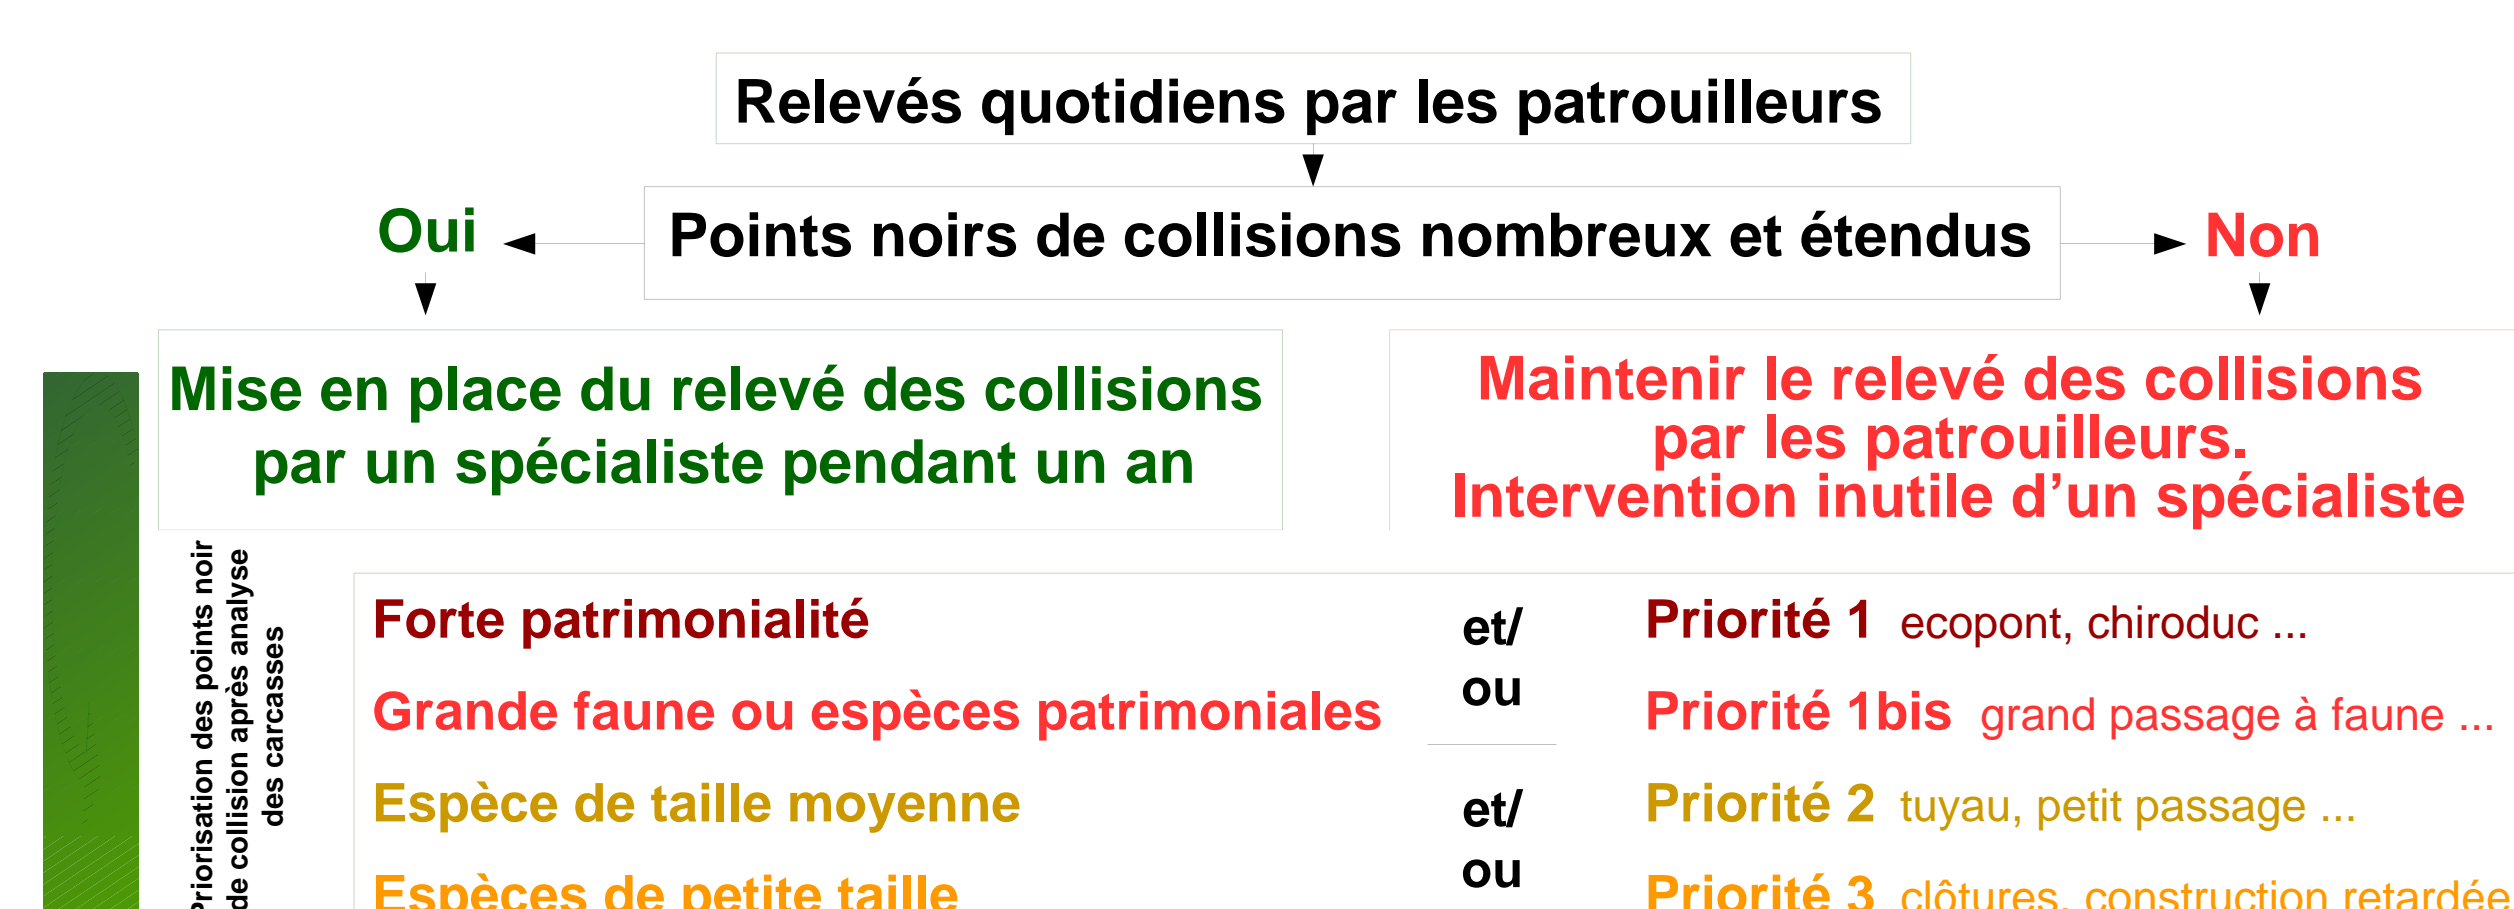 Relevés quotidiens par les patrouilleurs
Oui
Points noirs de collisions nombreux et étendus
Non
Mise en place du relevé des collisions
par un spécialiste pendant un an
Maintenir le relevé des collisions
par les patrouilleurs.
Intervention inutile d’un spécialiste
Priorisation des points noir
de collision après analyse
des carcasses
Forte patrimonialité
et/
ou
Priorité 1 ecopont, chiroduc ...
Grande faune ou espèces patrimoniales
Priorité 1bis grand passage à faune ...
Espèce de taille moyenne
et/
ou
Priorité 2 tuyau, petit passage ...
Espèces de petite taille
Priorité 3 clôtures, construction retardée